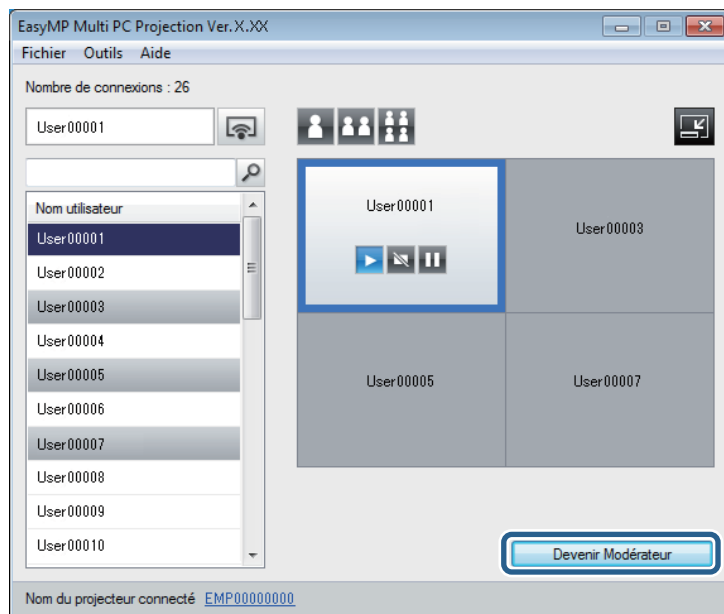 EasyMP Multi PC Projection Ver.X.XX
Fichier Outils Aide
Nombre de connexions : 26
User00001
Nom utilisateur
User00001
User00002
User00003
User00004
User00005
User00006
User00007
User00008
User00009
User00010
User00001
User00003
User00005
User00007
Devenir Modérateur
Nom du projecteur connecté EMP00000000